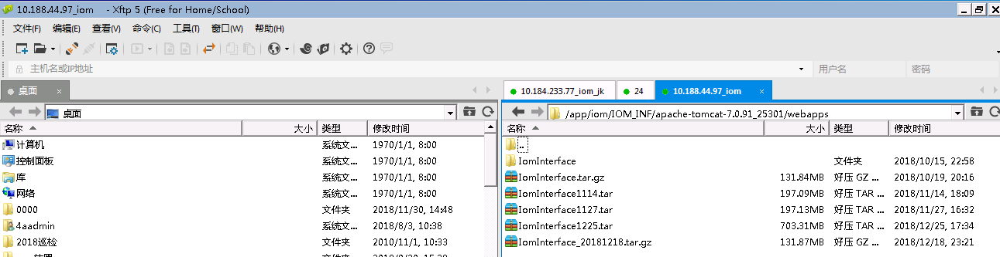 10.188.44.97_iom - Xftp 5 (Free for Home/School)
文件(F) 编辑(E) 查看(V) 命令(C) 工具(T) 窗口(W) 帮助(H)
主机名或IP地址 用户名 密码
桌面 × 10.184.233.77_iom_jk 24 10.188.44.97_iom ×
桌面 /app/iom/IOM_INF/apache-tomcat-7.0.91_25301/webapps
名称 大小 类型 修改时间 名称 大小 类型 修改时间
计算机 系统文... 1970/1/1, 8:00 ..
控制面板 系统文... 1970/1/1, 8:00 IomInterface 文件夹 2018/10/15, 22:58
库 系统文... 1970/1/1, 8:00 IomInterface.tar.gz 131.84MB 好压 GZ ... 2018/10/19, 20:16
网络 系统文... 1970/1/1, 8:00 IomInterface1114.tar 197.09MB 好压 TAR ... 2018/11/14, 18:09
0000 文件夹 2018/11/30, 14:48 IomInterface1127.tar 197.13MB 好压 TAR ... 2018/11/27, 16:32
4aadmin 系统文... 2018/8/3, 10:38 IomInterface1225.tar 703.31MB 好压 TAR ... 2018/12/25, 17:34
2018巡检 文件夹 2010/1/1, 10:33 IomInterface_20181218.tar.gz 131.87MB 好压 GZ ... 2018/12/18, 23:21